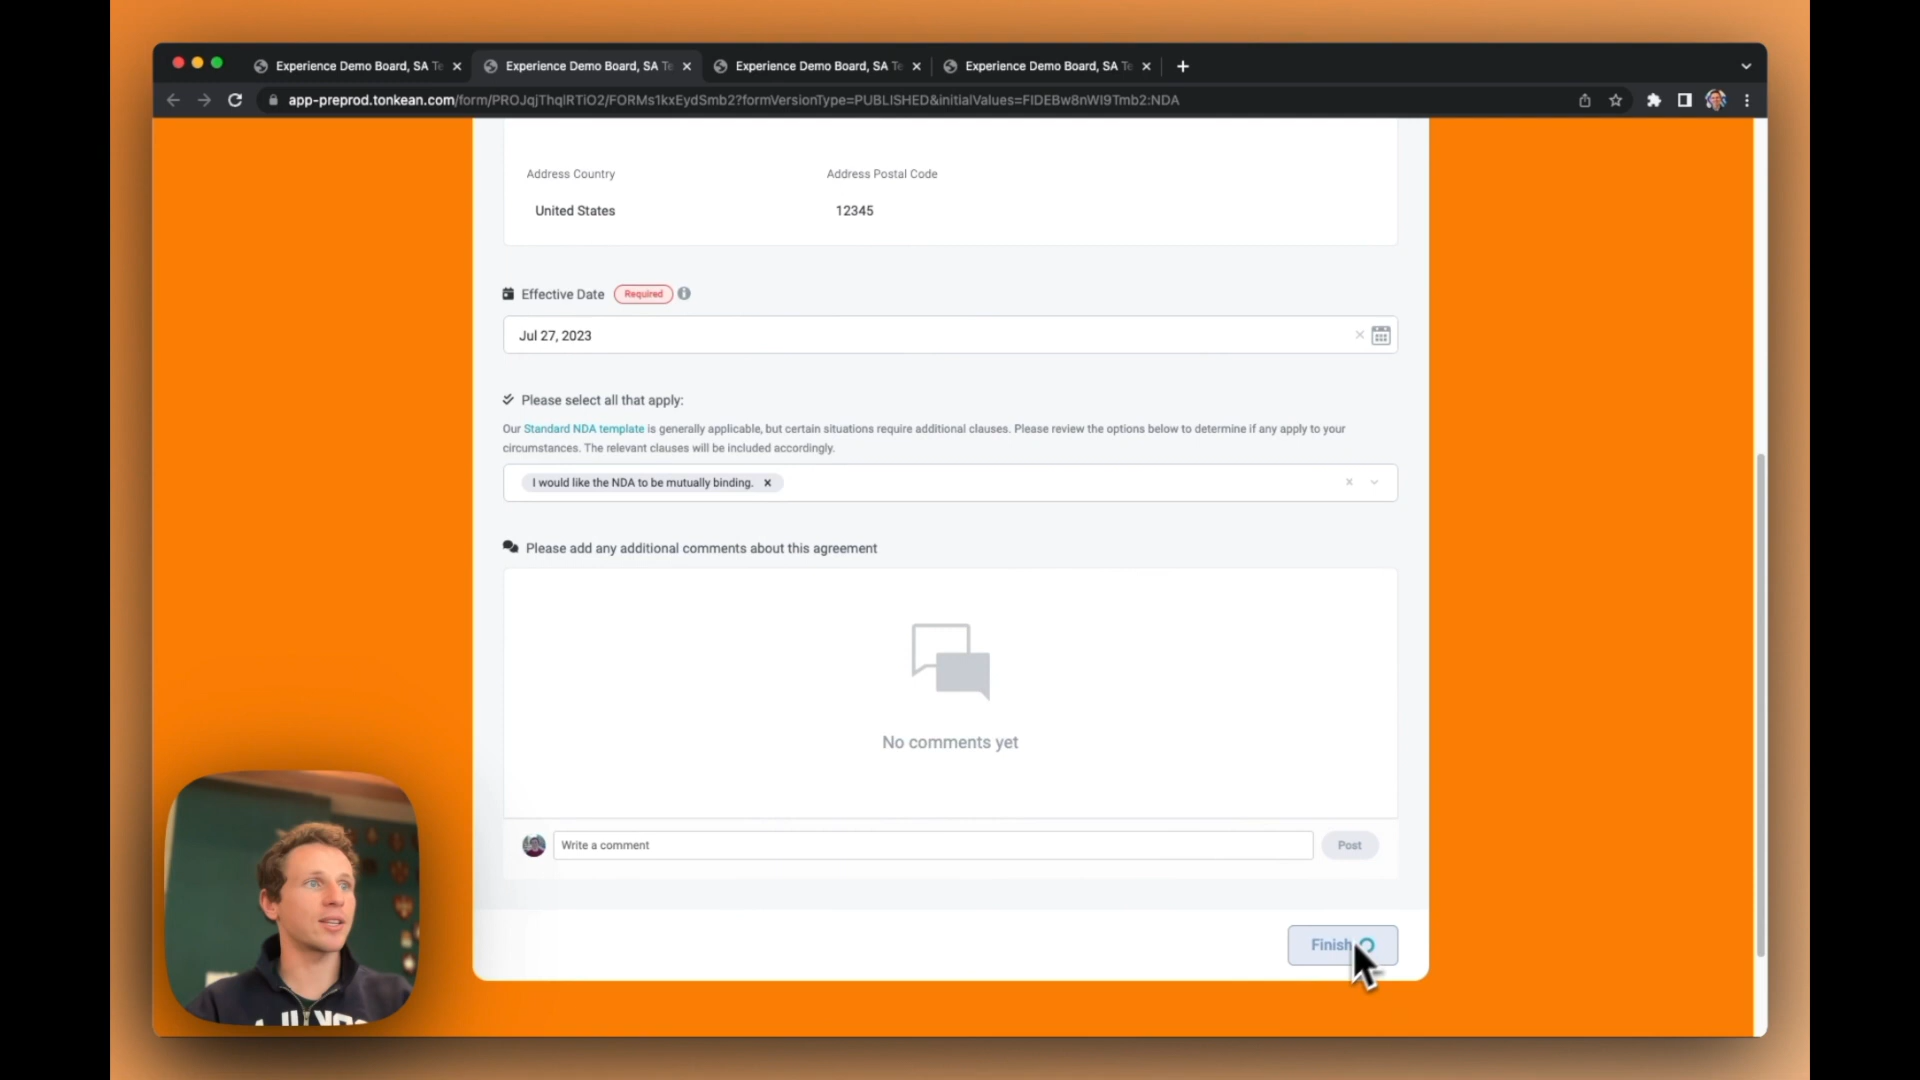 Experience Demo Board, SA Te
Experience Demo Board, SA Te
Experience Demo Board, SA Te
Experience Demo Board, SA Te
app-preprod.tonkean.com/form/PROJqjThqlRTiO2/FORMs1kxEydSmb2?formVersionType=PUBLISHED&initialValues=FIDEBw8nWI9Tmb2:NDA
Address Country
Address Postal Code
United States
12345
Effective Date Required
Jul 27, 2023
Please select all that apply:
Our Standard NDA template is generally applicable, but certain situations require additional clauses. Please review the options below to determine if any apply to your
circumstances. The relevant clauses will be included accordingly.
I would like the NDA to be mutually binding.
Please add any additional comments about this agreement
No comments yet
Write a comment
Post
Finish